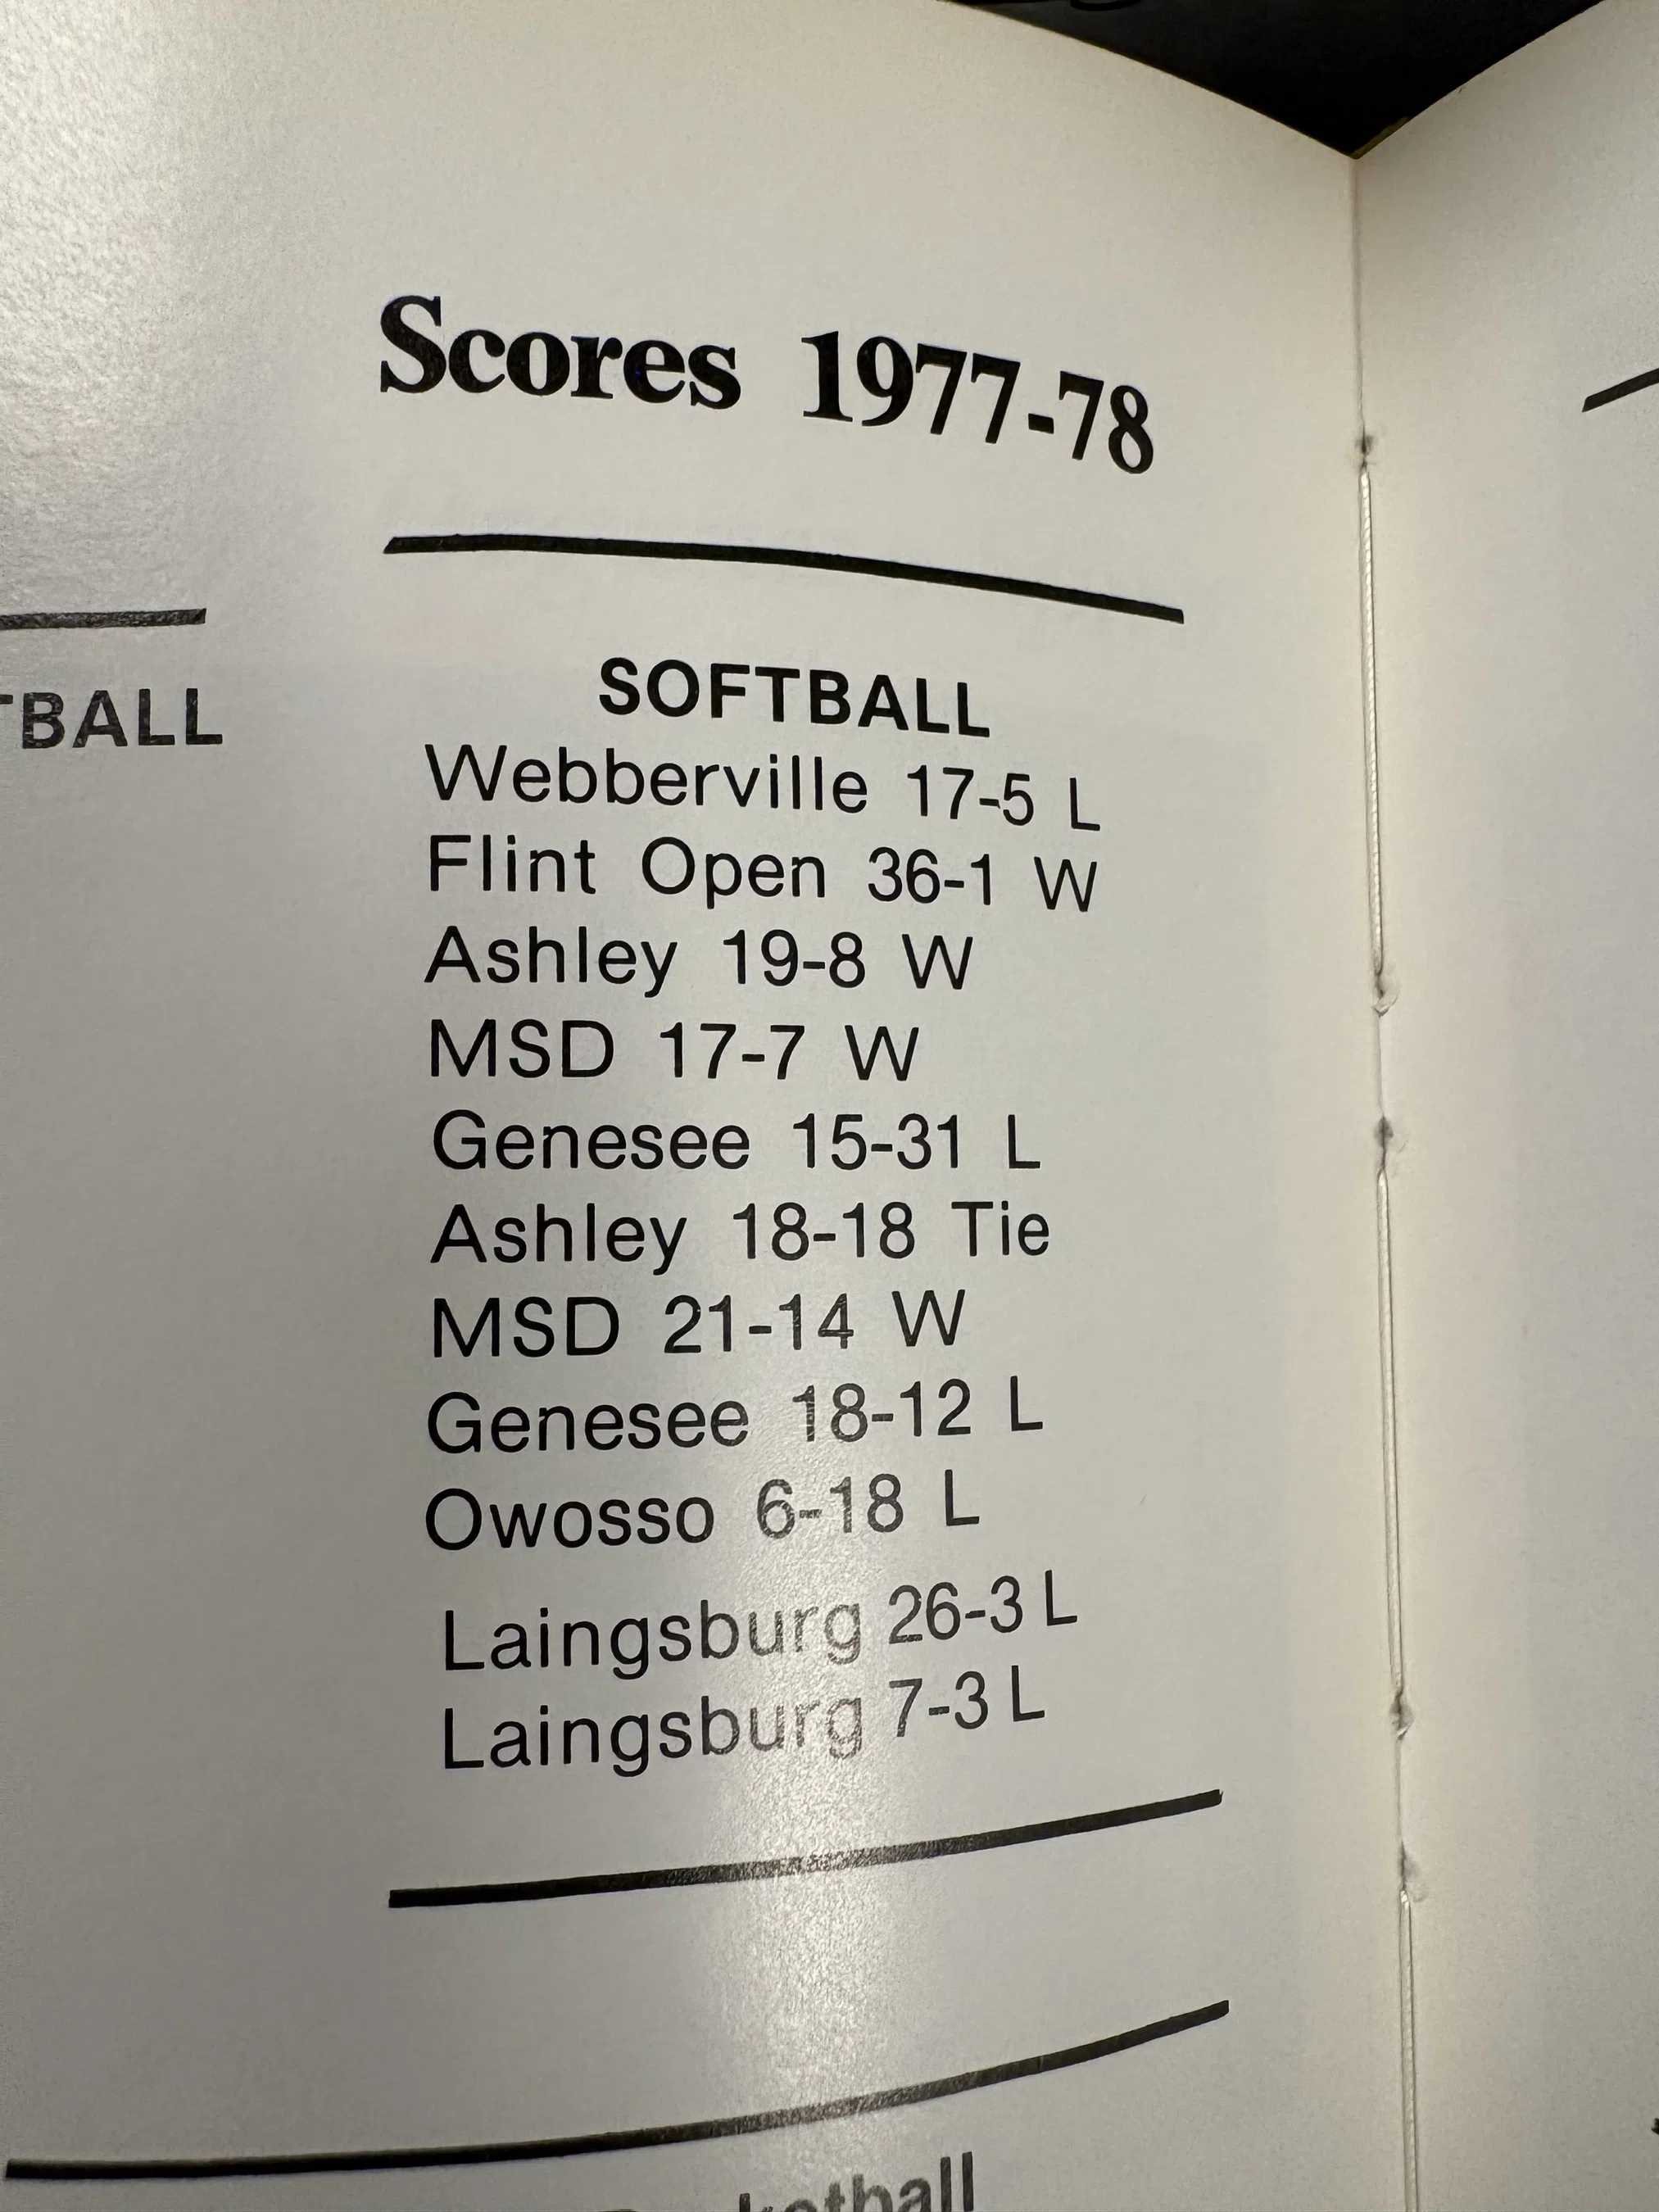 Scores 1977-78
SOFTBALL
Webberville 17-5 L
Flint Open 36-1 W
Ashley 19-8 W
MSD 17-7 W
Genesee 15-31 L
Ashley 18-18 Tie
MSD 21-14 W
Genesee 18-12 L
Owosso 6-18 L
Laingsburg 26-3 L
Laingsburg 7-3 L